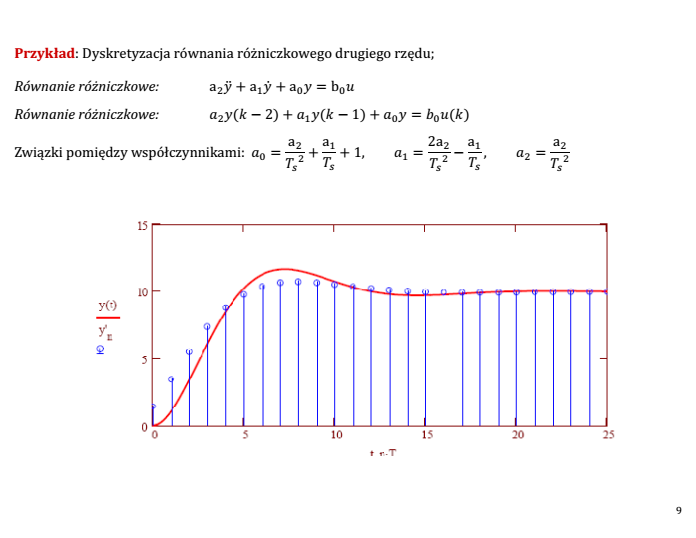 Przykład: Dyskretyzacja równania różniczkowego drugiego rzędu;
Równanie różniczkowe: a₂ÿ + a₁ẏ + a₀y = b₀u
Równanie różniczkowe: a₂y(k − 2) + a₁y(k − 1) + a₀y = b₀u(k)
Związki pomiędzy współczynnikami: a₀ = a₂/Tₛ² + a₁/Tₛ + 1, a₁ = 2a₂/Tₛ² − a₁/Tₛ, a₂ = a₂/Tₛ²
15
10
5
0
y(t)
y'E
0 5 10 15 20 25
9